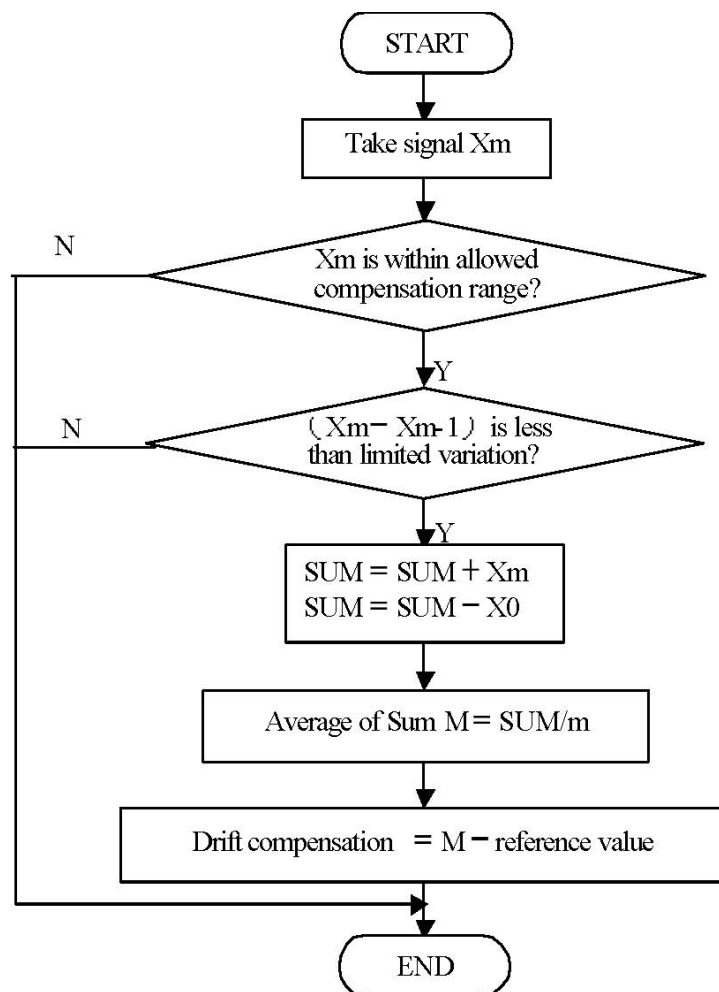 START
Take signal Xm
N
Xm is within allowed
compensation range?
Y
N
(Xm－Xm-1) is less
than limited variation?
Y
SUM = SUM + Xm
SUM = SUM － X0
Average of Sum M = SUM/m
Drift compensation = M－reference value
END